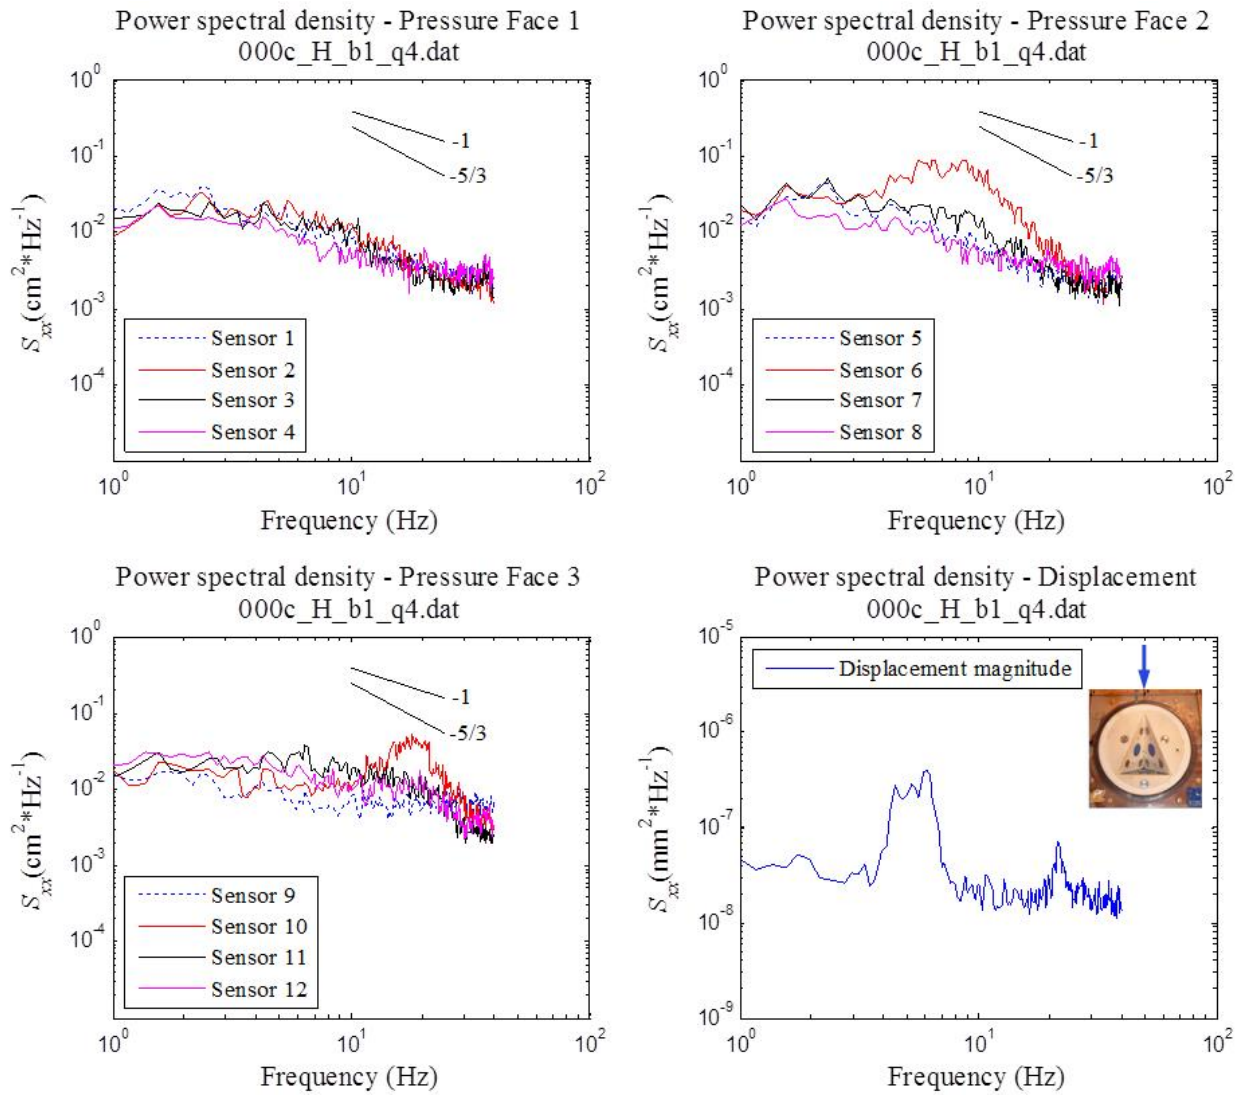 Power spectral density - Pressure Face 1
000c_H_b1_q4.dat
10^0
10^-1
10^-2
10^-3
10^-4
S_xx (cm^2*Hz^-1)
-1
-5/3
Sensor 1
Sensor 2
Sensor 3
Sensor 4
10^0 10^1 10^2
Frequency (Hz)
Power spectral density - Pressure Face 2
000c_H_b1_q4.dat
10^0
10^-1
10^-2
10^-3
10^-4
S_xx (cm^2*Hz^-1)
-1
-5/3
Sensor 5
Sensor 6
Sensor 7
Sensor 8
10^0 10^1 10^2
Frequency (Hz)
Power spectral density - Pressure Face 3
000c_H_b1_q4.dat
10^0
10^-1
10^-2
10^-3
10^-4
S_xx (cm^2*Hz^-1)
-1
-5/3
Sensor 9
Sensor 10
Sensor 11
Sensor 12
10^0 10^1 10^2
Frequency (Hz)
Power spectral density - Displacement
000c_H_b1_q4.dat
10^-5
10^-6
10^-7
10^-8
10^-9
S_xx (mm^2*Hz^-1)
Displacement magnitude
10^0 10^1 10^2
Frequency (Hz)